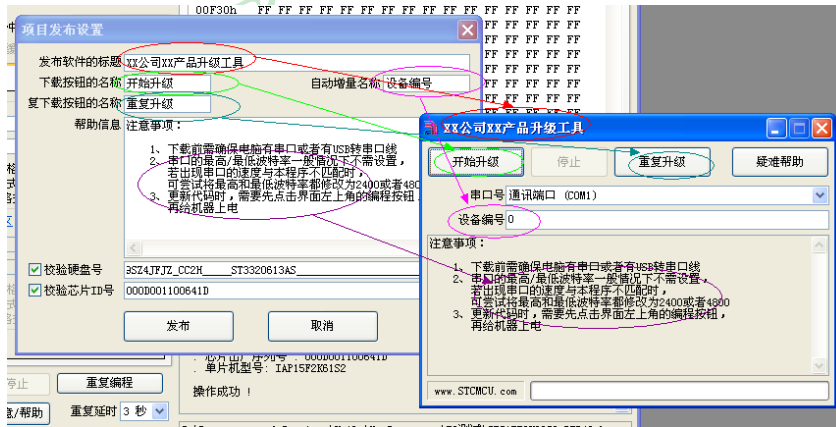 00F30h FF FF FF FF FF FF FF FF FF FF FF FF FF
项目发布设置
发布软件的标题 XX公司XX产品升级工具
下载按钮的名称 开始升级 自动增量名称 设备编号
复下载按钮的名称 重复升级
帮助信息 注意事项：
1、下载前需确保电脑有串口或者有USB转串口线
2、串口的最高/最低波特率一般情况下不需设置，
若出现串口的速度与本程序不匹配时，
可尝试将最高和最低波特率都修改为2400或者480
3、更新代码时，需要先点击界面左上角的编程按钮
再给机器上电
校验硬盘号
校验芯片ID号 000D001100641D
发布 取消
XX公司XX产品升级工具
开始升级 停止 重复升级 疑难帮助
串口号 通讯端口 (COM1)
设备编号 0
注意事项：
1、下载前需确保电脑有串口或者有USB转串口线
2、串口的最高/最低波特率一般情况下不需设置，
若出现串口的速度与本程序不匹配时，
可尝试将最高和最低波特率都修改为2400或者4800
3、更新代码时，需要先点击界面左上角的编程按钮，
再给机器上电
www.STCMCU.com
. 芯片出厂序列号 : 000D001100641D
. 单片机型号: IAP15F2K61S2
操作成功 !
停止 重复编程
/帮助 重复延时 3 秒